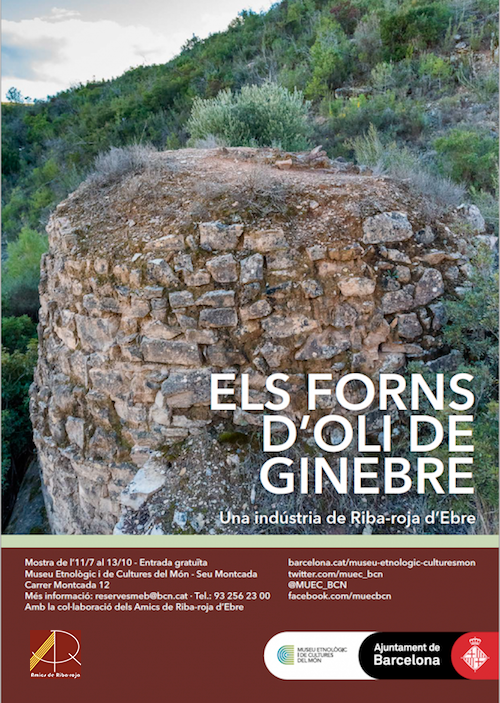 ELS FORNS
D'OLI DE
GINEBRE
Una indústria de Riba-roja d'Ebre
Mostra de l'11/7 al 13/10 - Entrada gratuïta
Museu Etnològic i de Cultures del Món - Seu Montcada
Carrer Montcada 12
Més informació: reservesmeb@bcn.cat · Tel.: 93 256 23 00
Amb la col·laboració dels Amics de Riba-roja d'Ebre
barcelona.cat/museu-etnologic-culturesmon
twitter.com/muec_bcn
@MUEC_BCN
facebook.com/muecbcn
Amics de Riba-roja
MUSEU ETNOLÒGIC
I DE CULTURES
DEL MÓN
Ajuntament de
Barcelona